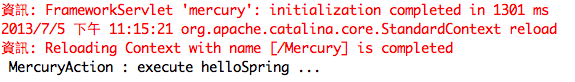 資訊: FrameworkServlet 'mercury': initialization completed in 1301 ms
2013/7/5 下午 11:15:21 org.apache.catalina.core.StandardContext reload
資訊: Reloading Context with name [/Mercury] is completed
MercuryAction : execute helloSpring ...